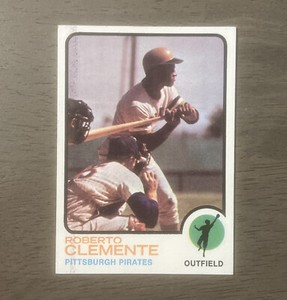 ROBERTO
CLEMENTE
PITTSBURGH PIRATES
OUTFIELD